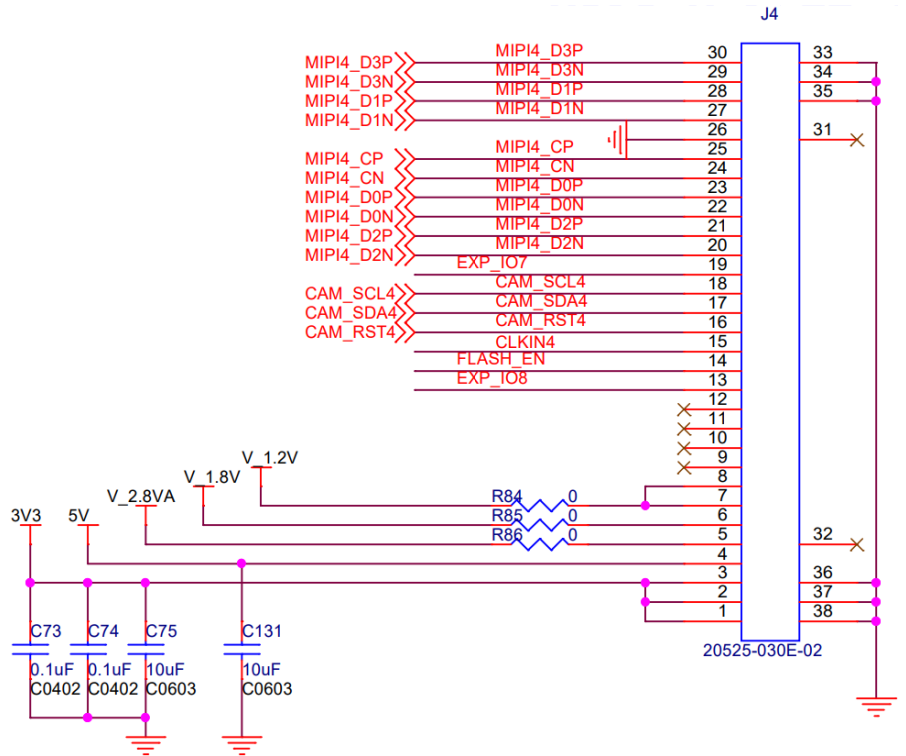 J4
MIPI4_D3P MIPI4_D3P 30 33
MIPI4_D3N MIPI4_D3N 29 34
MIPI4_D1P MIPI4_D1P 28 35
MIPI4_D1N MIPI4_D1N 27
26 31
MIPI4_CP MIPI4_CP 25
MIPI4_CN MIPI4_CN 24
MIPI4_D0P MIPI4_D0P 23
MIPI4_D0N MIPI4_D0N 22
MIPI4_D2P MIPI4_D2P 21
MIPI4_D2N MIPI4_D2N 20
EXP_IO7 19
CAM_SCL4 CAM_SCL4 18
CAM_SDA4 CAM_SDA4 17
CAM_RST4 CAM_RST4 16
CLKIN4 15
FLASH_EN 14
EXP_IO8 13
12
11
10
9
V_1.2V 8
V_1.8V R84 0 7
V_2.8VA R85 0 6
3V3 5V R86 0 5 32
4
3 36
2 37
1 38
C73 C74 C75 C131
20525-030E-02
0.1uF 0.1uF 10uF 10uF
C0402 C0402 C0603 C0603